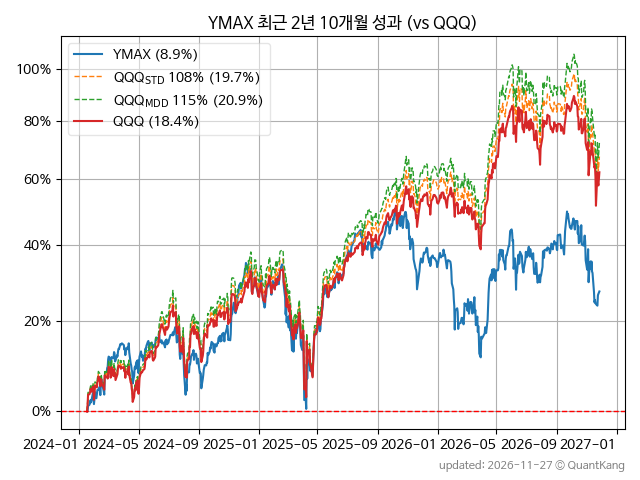 YMAX 최근 2년 10개월 성과 (vs QQQ)
YMAX (8.9%)
QQQSTD 108% (19.7%)
QQQMDD 115% (20.9%)
QQQ (18.4%)
100%
80%
60%
40%
20%
0%
2024-01 2024-05 2024-09 2025-01 2025-05 2025-09 2026-01 2026-05 2026-09 2027-01
updated: 2026-11-27 © QuantKang